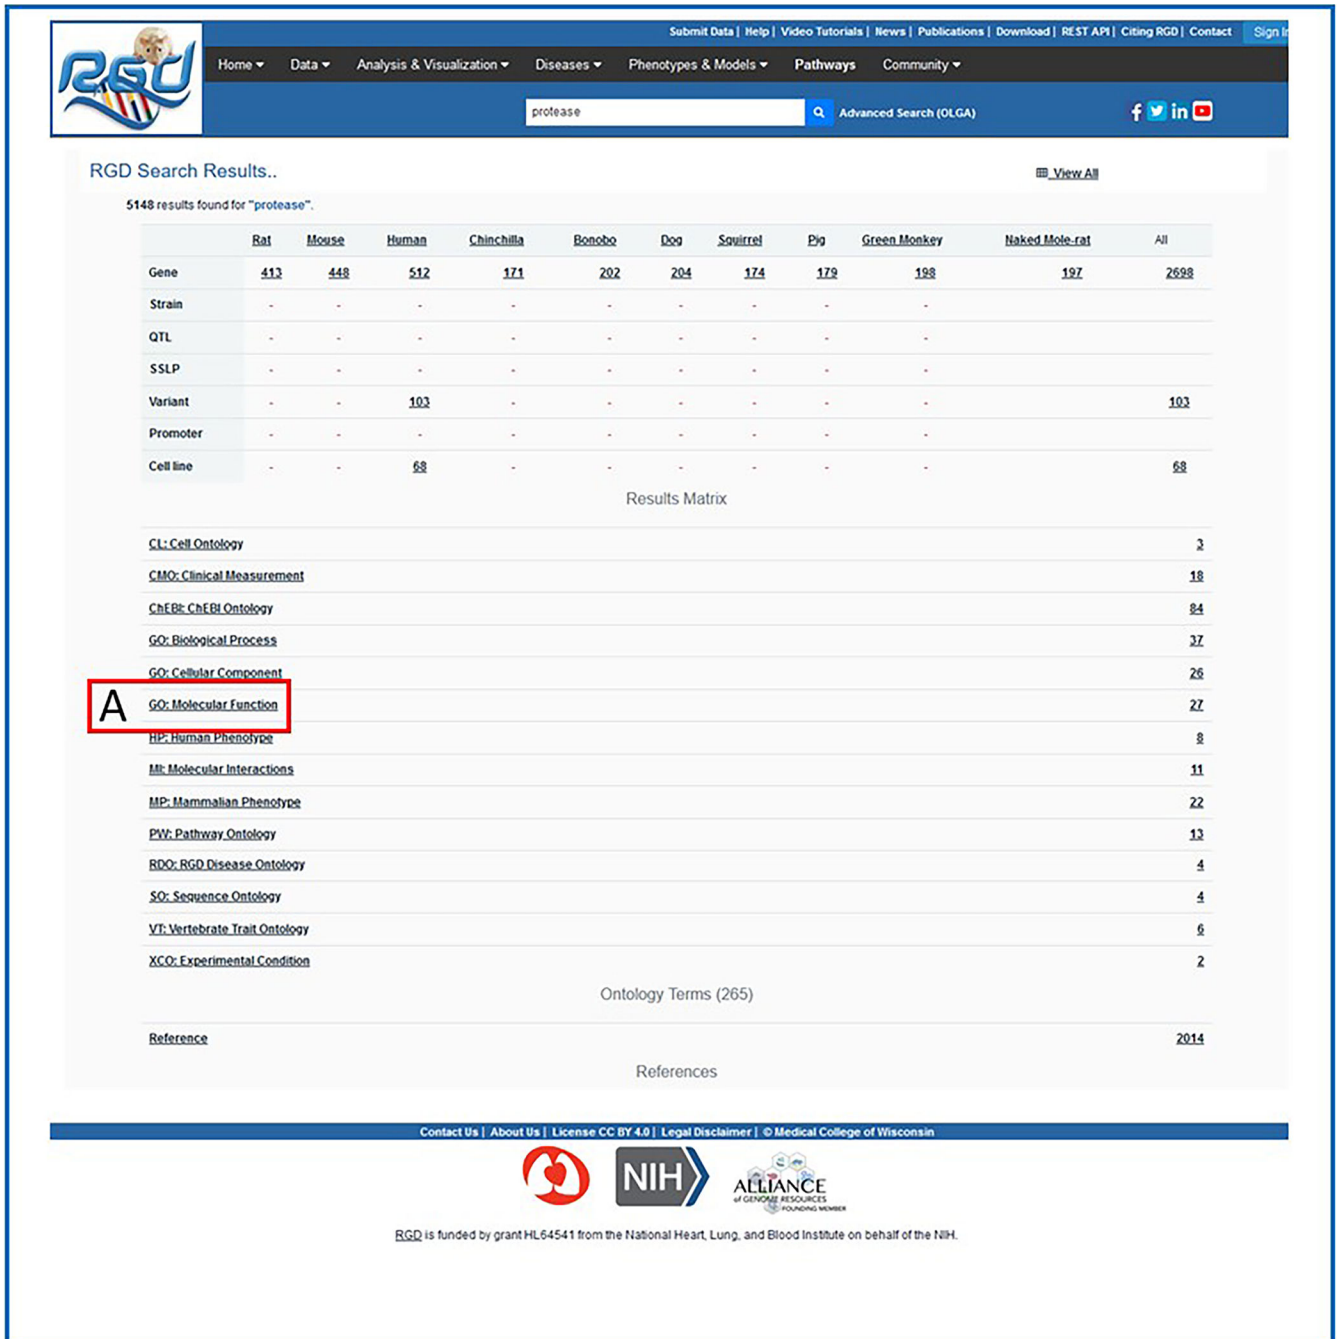 Submit Data | Help | Video Tutorials | News | Publications | Download | REST API | Citing RGD | Contact Sign In
RGD
Home Data Analysis & Visualization Diseases Phenotypes & Models Pathways Community
protease Advanced Search (OLGA)
RGD Search Results..
View All
5148 results found for "protease".
Rat Mouse Human Chinchilla Bonobo Dog Squirrel Pig Green Monkey Naked Mole-rat All
Gene 413 448 512 171 202 204 174 179 198 197 2698
Strain - - - - - - - - -
QTL - - - - - - - - -
SSLP - - - - - - - - -
Variant - - 103 - - - - - - 103
Promoter - - - - - - - - -
Cell line - - 68 - - - - - - 68
Results Matrix
CL: Cell Ontology 3
CMO: Clinical Measurement 18
ChEBI: ChEBI Ontology 84
GO: Biological Process 37
GO: Cellular Component 26
A GO: Molecular Function 27
HP: Human Phenotype 8
MI: Molecular Interactions 11
MP: Mammalian Phenotype 22
PW: Pathway Ontology 13
RDO: RGD Disease Ontology 4
SO: Sequence Ontology 4
VT: Vertebrate Trait Ontology 6
XCO: Experimental Condition 2
Ontology Terms (265)
Reference 2014
References
Contact Us | About Us | License CC BY 4.0 | Legal Disclaimer | © Medical College of Wisconsin
NIH
ALLIANCE
of GENOME RESOURCES
FOUNDING MEMBER
RGD is funded by grant HL64541 from the National Heart, Lung, and Blood Institute on behalf of the NIH.